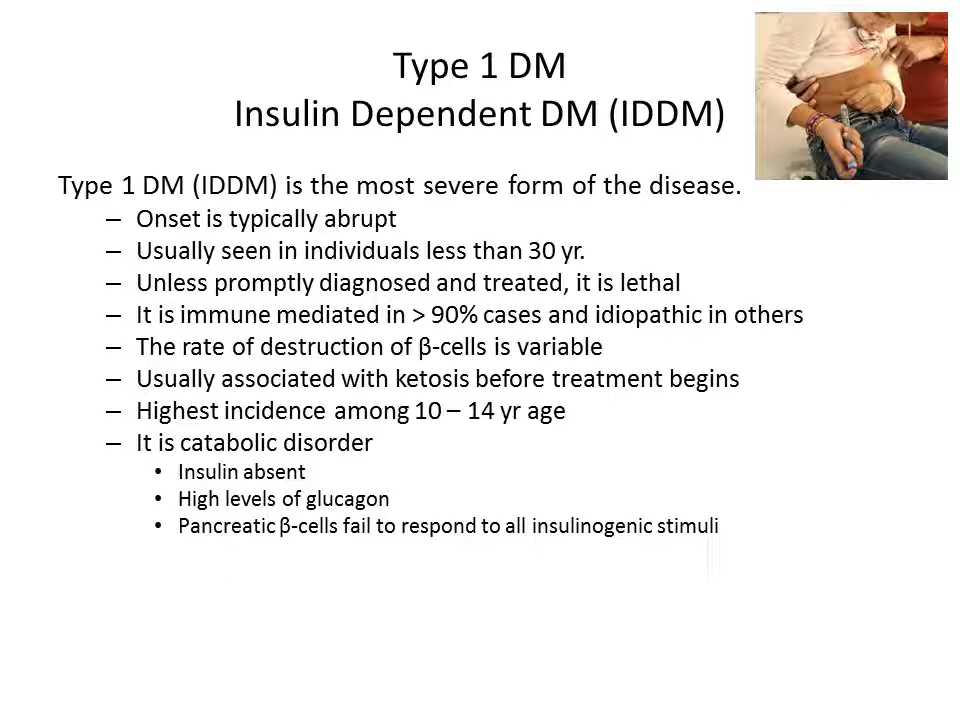 Type 1 DM
Insulin Dependent DM (IDDM)
Type 1 DM (IDDM) is the most severe form of the disease.
– Onset is typically abrupt
– Usually seen in individuals less than 30 yr.
– Unless promptly diagnosed and treated, it is lethal
– It is immune mediated in > 90% cases and idiopathic in others
– The rate of destruction of β-cells is variable
– Usually associated with ketosis before treatment begins
– Highest incidence among 10 – 14 yr age
– It is catabolic disorder
• Insulin absent
• High levels of glucagon
• Pancreatic β-cells fail to respond to all insulinogenic stimuli